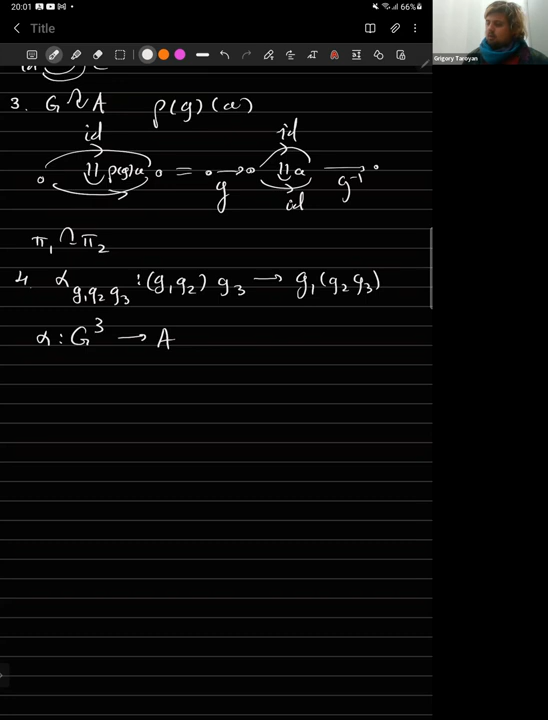 20:01 66%
Title
Grigory Taroyan
id
3. G ↷ A ρ(g)(a)
id id
⇓ ρ(g)a = g ⇓ a g⁻¹
id
π₁ ↷ π₂
4. α_{g₁g₂g₃} : (g₁g₂) g₃ → g₁(g₂g₃)
α : G³ → A